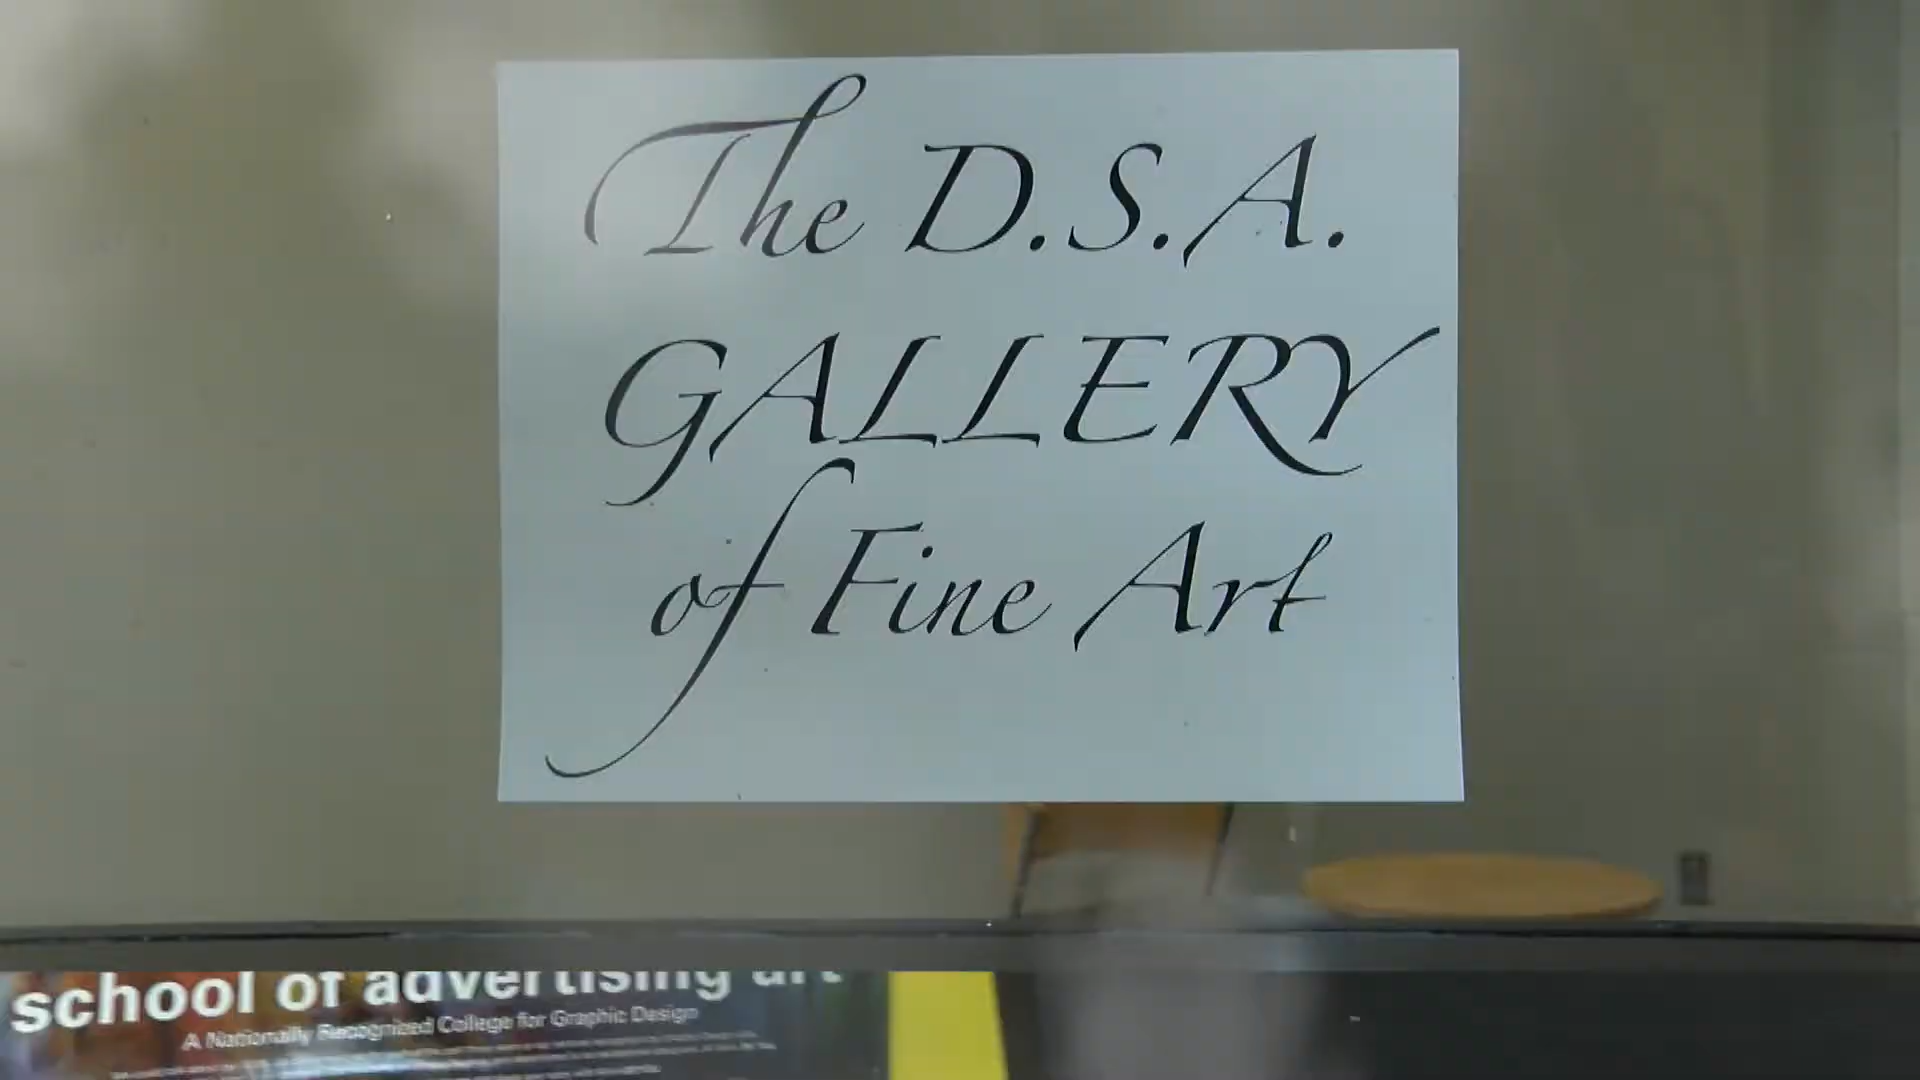 The D.S.A.
GALLERY
of Fine Art
school of advertising art
A Nationally Recognized College for Graphic Design